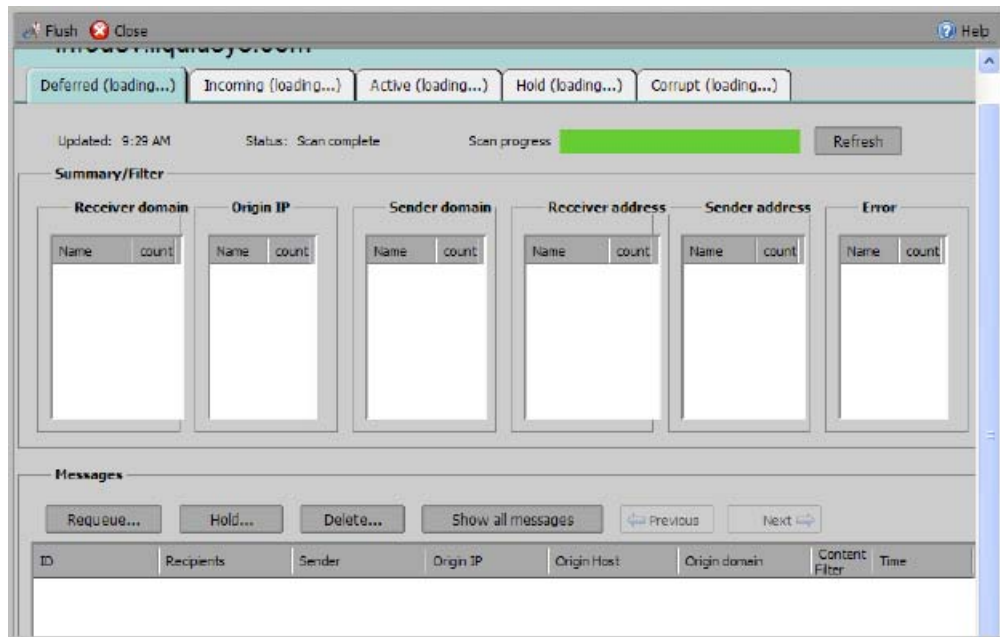 Flush Close Help
Deferred (loading...) Incoming (loading...) Active (loading...) Hold (loading...) Corrupt (loading...)
Updated: 9:29 AM Status: Scan complete Scan progress Refresh
Summary/Filter
Receiver domain Origin IP Sender domain Receiver address Sender address Error
Name count Name count Name count Name count Name count Name count
Messages
Requeue... Hold... Delete... Show all messages Previous Next
ID Recipients Sender Origin IP Origin Host Origin domain Content Filter Time